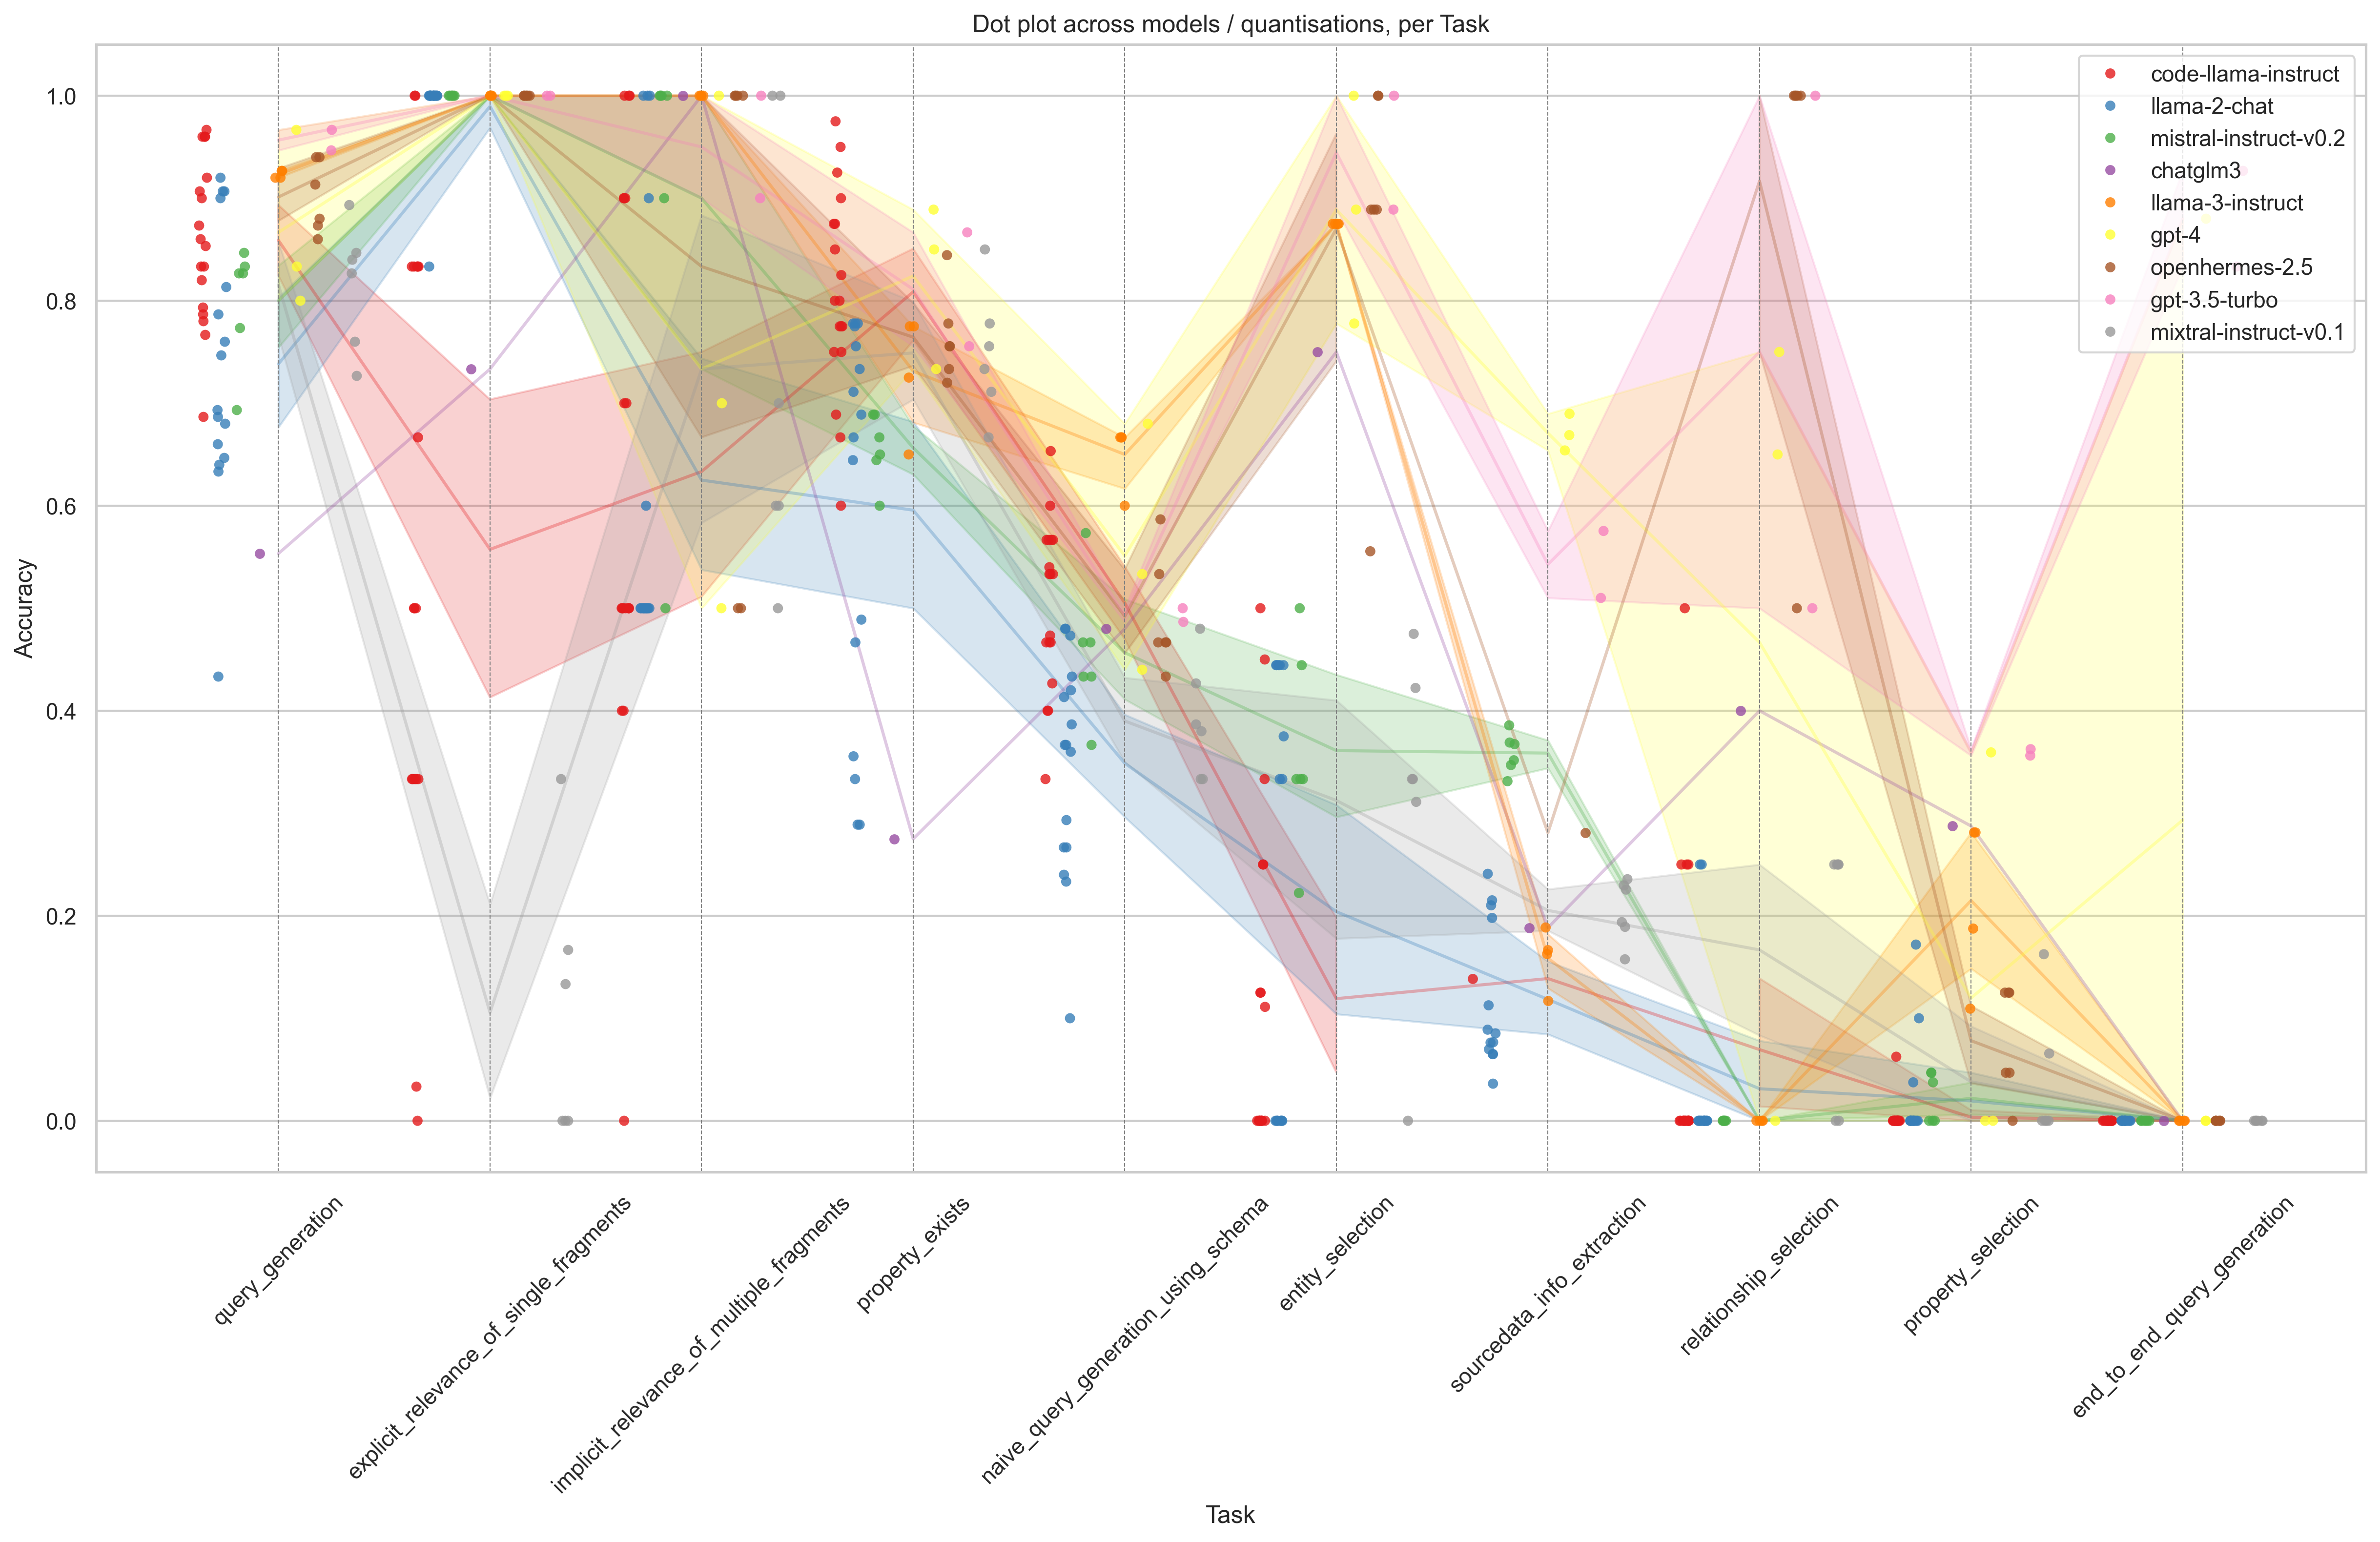 Dot plot across models / quantisations, per Task
code-llama-instruct
llama-2-chat
mistral-instruct-v0.2
chatglm3
llama-3-instruct
gpt-4
openhermes-2.5
gpt-3.5-turbo
mixtral-instruct-v0.1
Accuracy
1.0
0.8
0.6
0.4
0.2
0.0
query_generation
explicit_relevance_of_single_fragments
implicit_relevance_of_multiple_fragments
property_exists
naive_query_generation_using_schema
entity_selection
sourcedata_info_extraction
relationship_selection
property_selection
end_to_end_query_generation
Task